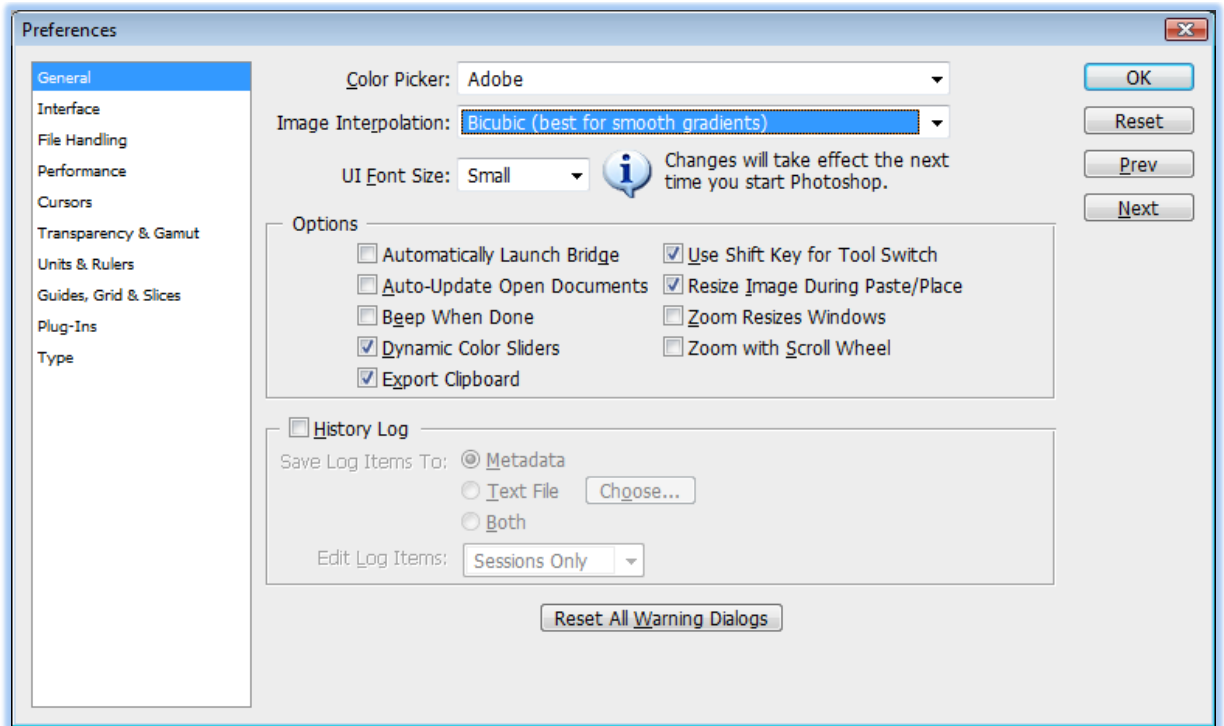 Preferences
General
Interface
File Handling
Performance
Cursors
Transparency & Gamut
Units & Rulers
Guides, Grid & Slices
Plug-Ins
Type
Color Picker: Adobe
Image Interpolation: Bicubic (best for smooth gradients)
UI Font Size: Small
Changes will take effect the next
time you start Photoshop.
Options
Automatically Launch Bridge
Auto-Update Open Documents
Beep When Done
Dynamic Color Sliders
Export Clipboard
Use Shift Key for Tool Switch
Resize Image During Paste/Place
Zoom Resizes Windows
Zoom with Scroll Wheel
History Log
Save Log Items To: Metadata
Text File Choose...
Both
Edit Log Items: Sessions Only
Reset All Warning Dialogs
OK
Reset
Prev
Next